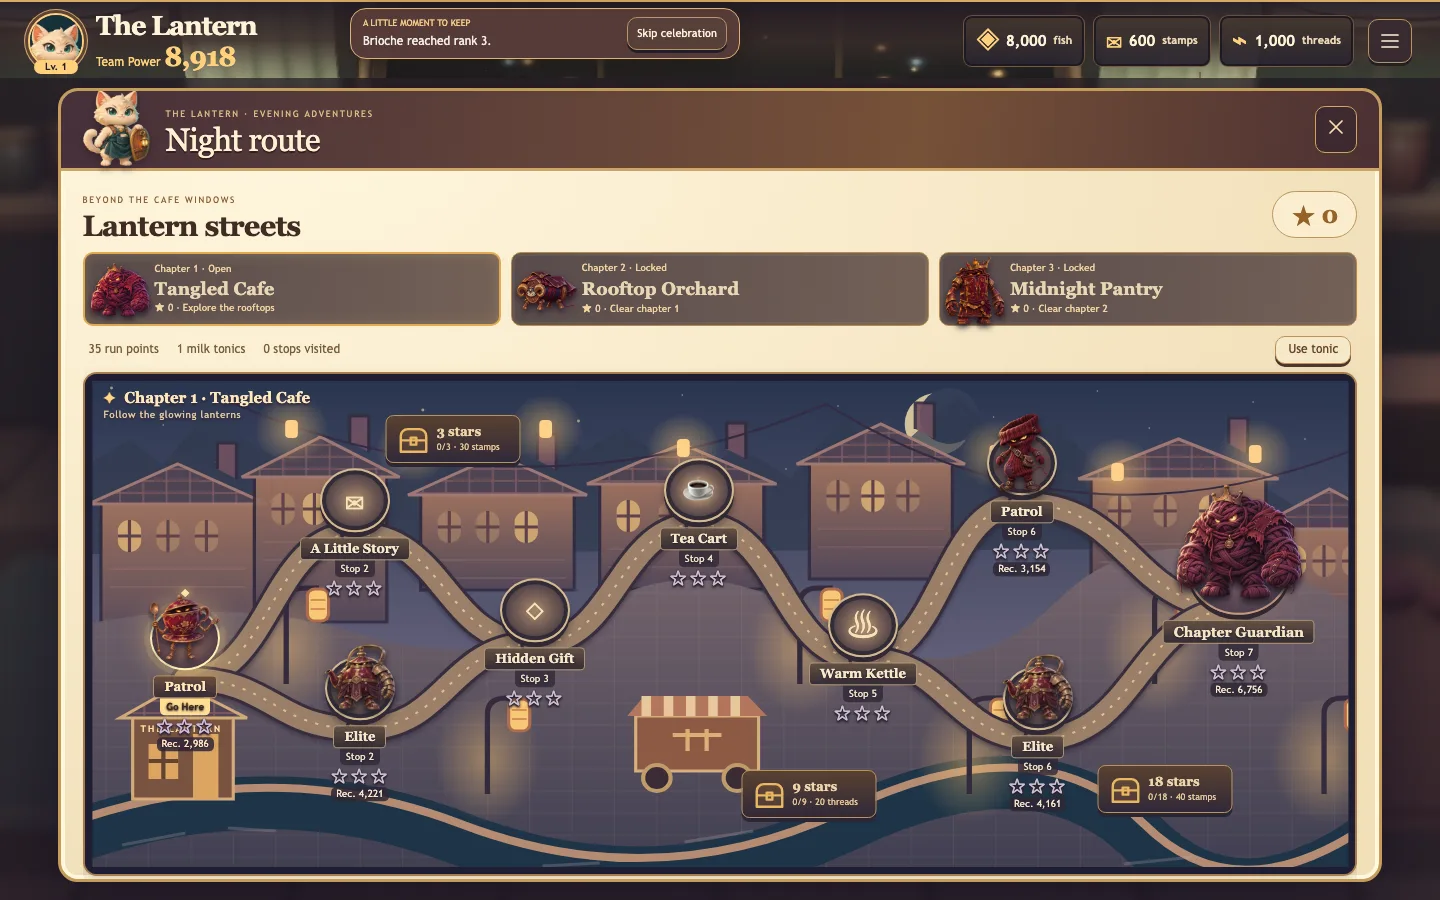 The Lantern
Team Power 8,918
Lv. 1
A LITTLE MOMENT TO KEEP
Brioche reached rank 3.
Skip celebration
8,000 fish
600 stamps
1,000 threads
THE LANTERN · EVENING ADVENTURES
Night route
BEYOND THE CAFE WINDOWS
Lantern streets
★ 0
Chapter 1 · Open
Tangled Cafe
★ 0 · Explore the rooftops
Chapter 2 · Locked
Rooftop Orchard
★ 0 · Clear chapter 1
Chapter 3 · Locked
Midnight Pantry
★ 0 · Clear chapter 2
35 run points
1 milk tonics
0 stops visited
Use tonic
Chapter 1 · Tangled Cafe
Follow the glowing lanterns
3 stars
0/3 · 30 stamps
A Little Story
Stop 2
Tea Cart
Stop 4
Patrol
Stop 6
Rec. 3,154
Chapter Guardian
Stop 7
Rec. 6,756
Hidden Gift
Stop 3
Warm Kettle
Stop 5
Patrol
Go Here
Rec. 2,986
Elite
Stop 2
Rec. 4,221
Elite
Stop 6
Rec. 4,161
9 stars
0/9 · 20 threads
18 stars
0/18 · 40 stamps